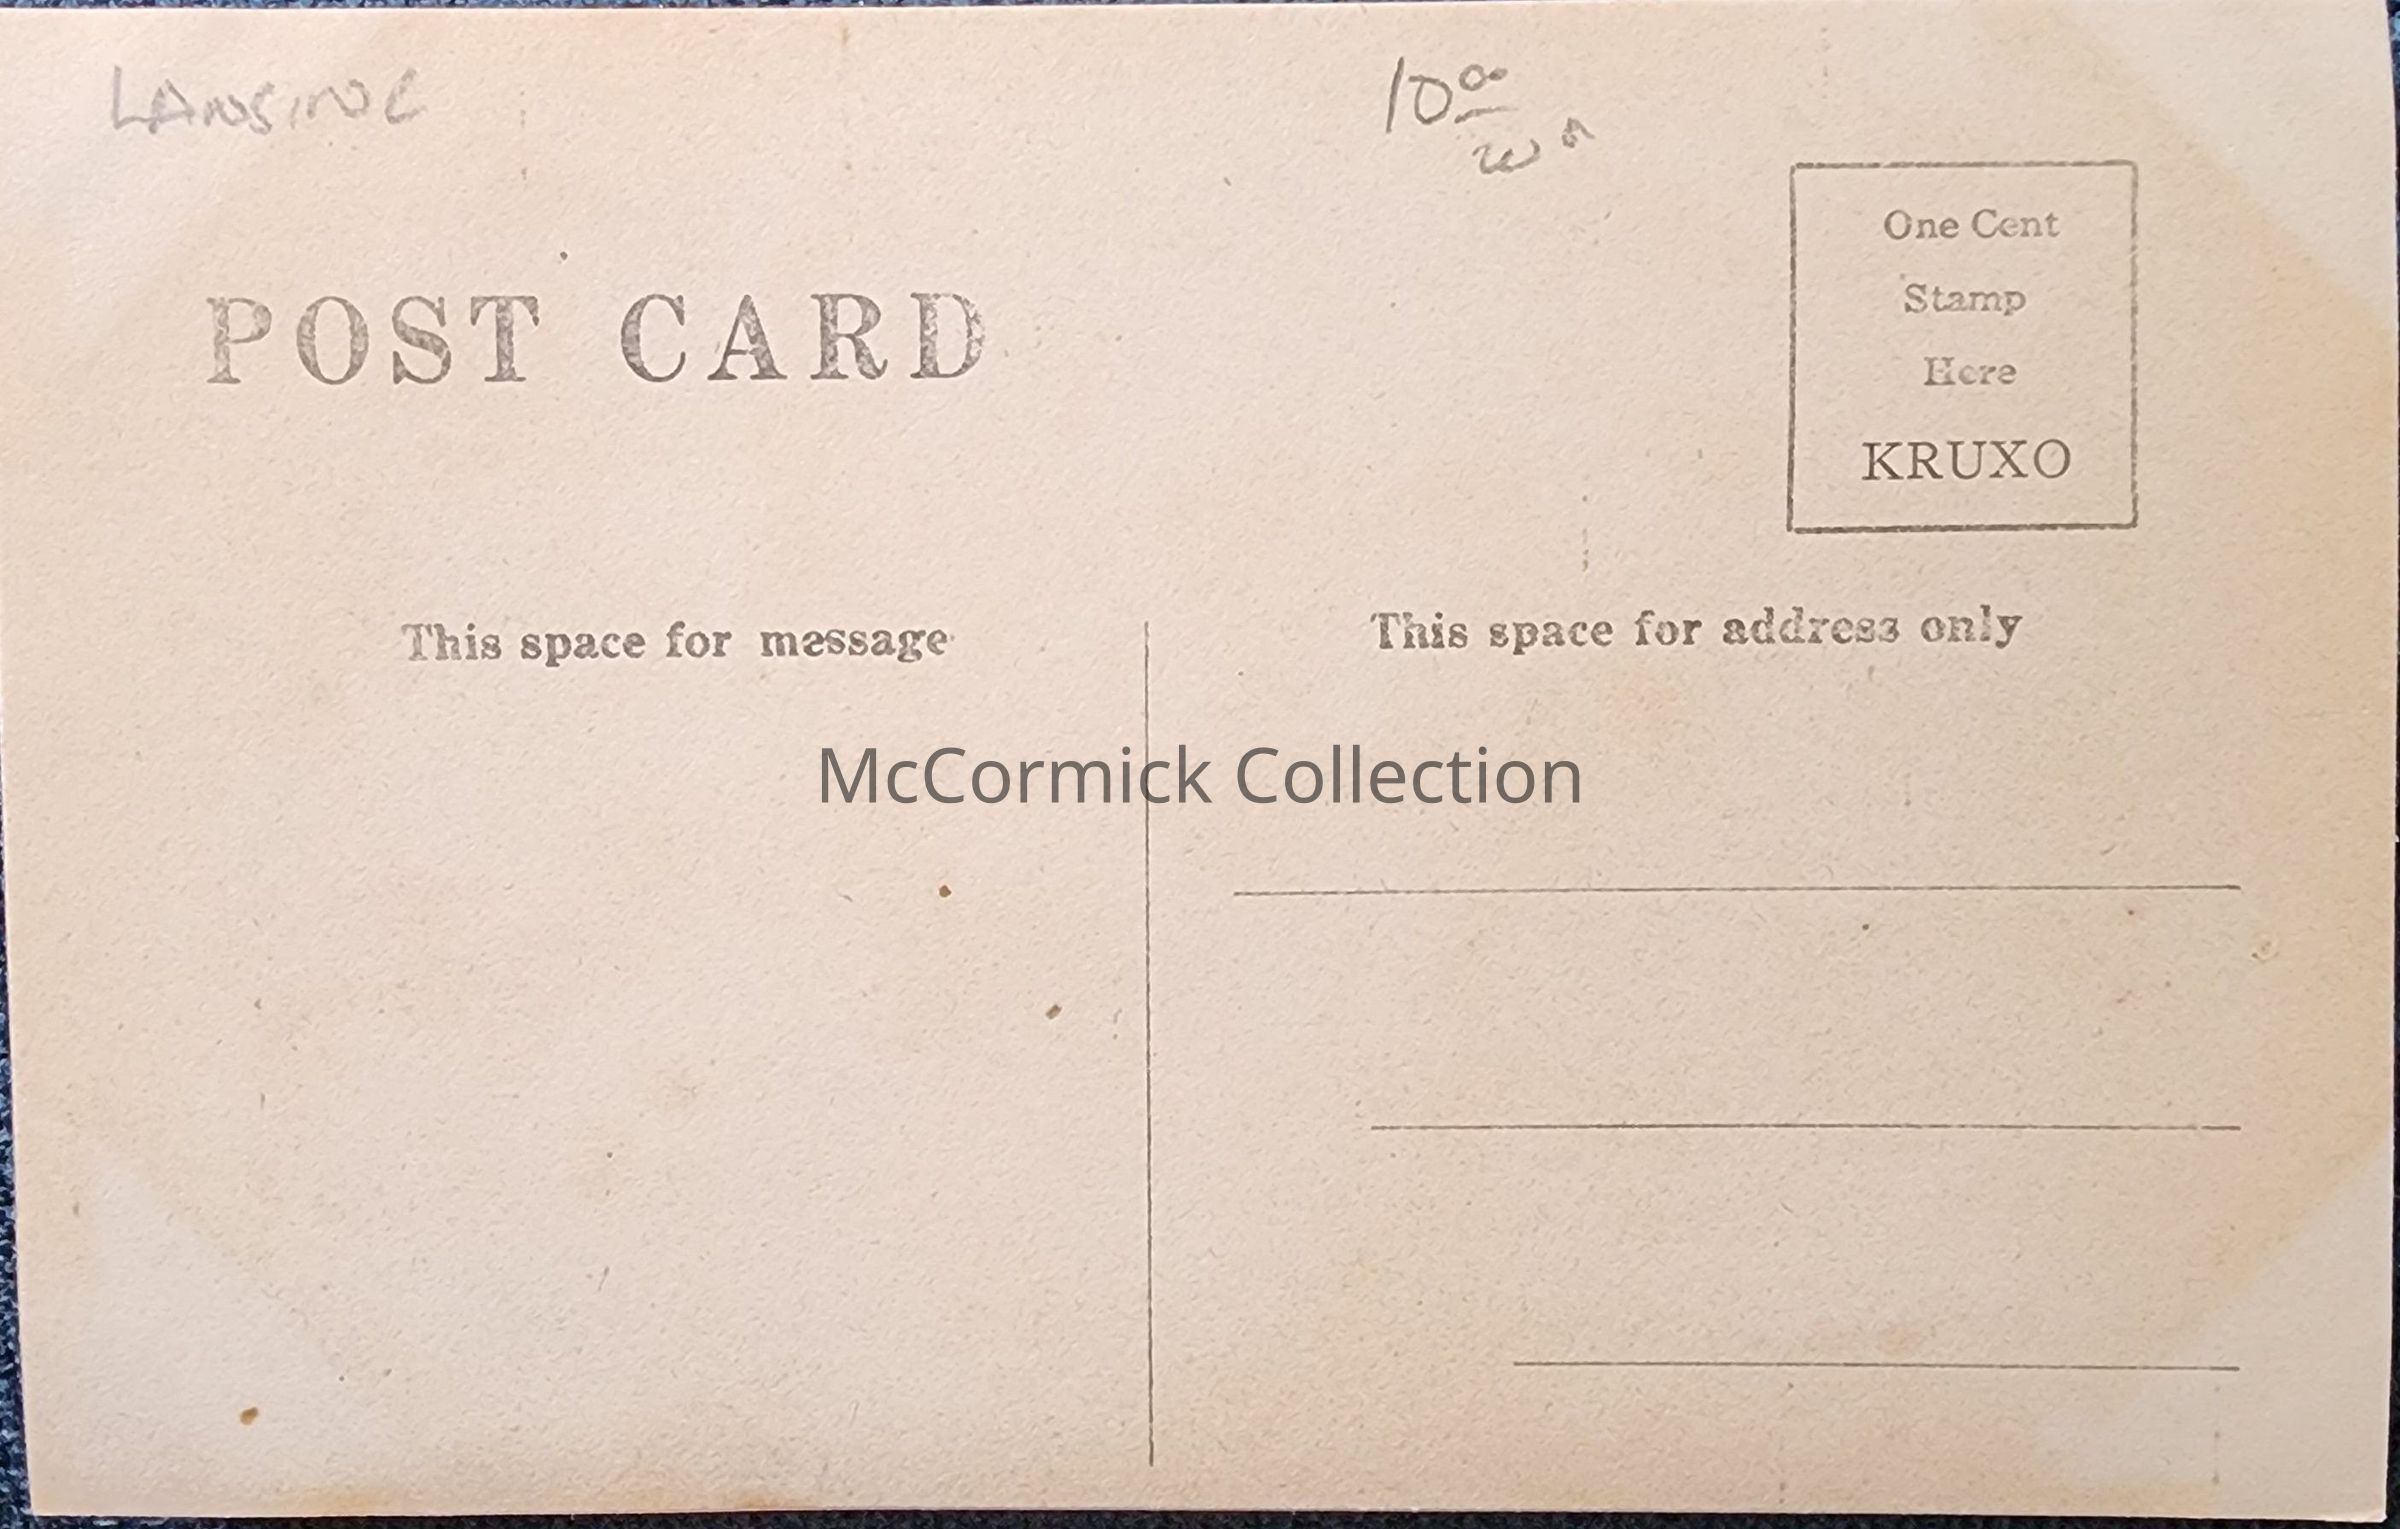 LANSING
10 00
POST CARD
One Cent
Stamp
Here
KRUXO
This space for message
This space for address only
McCormick Collection